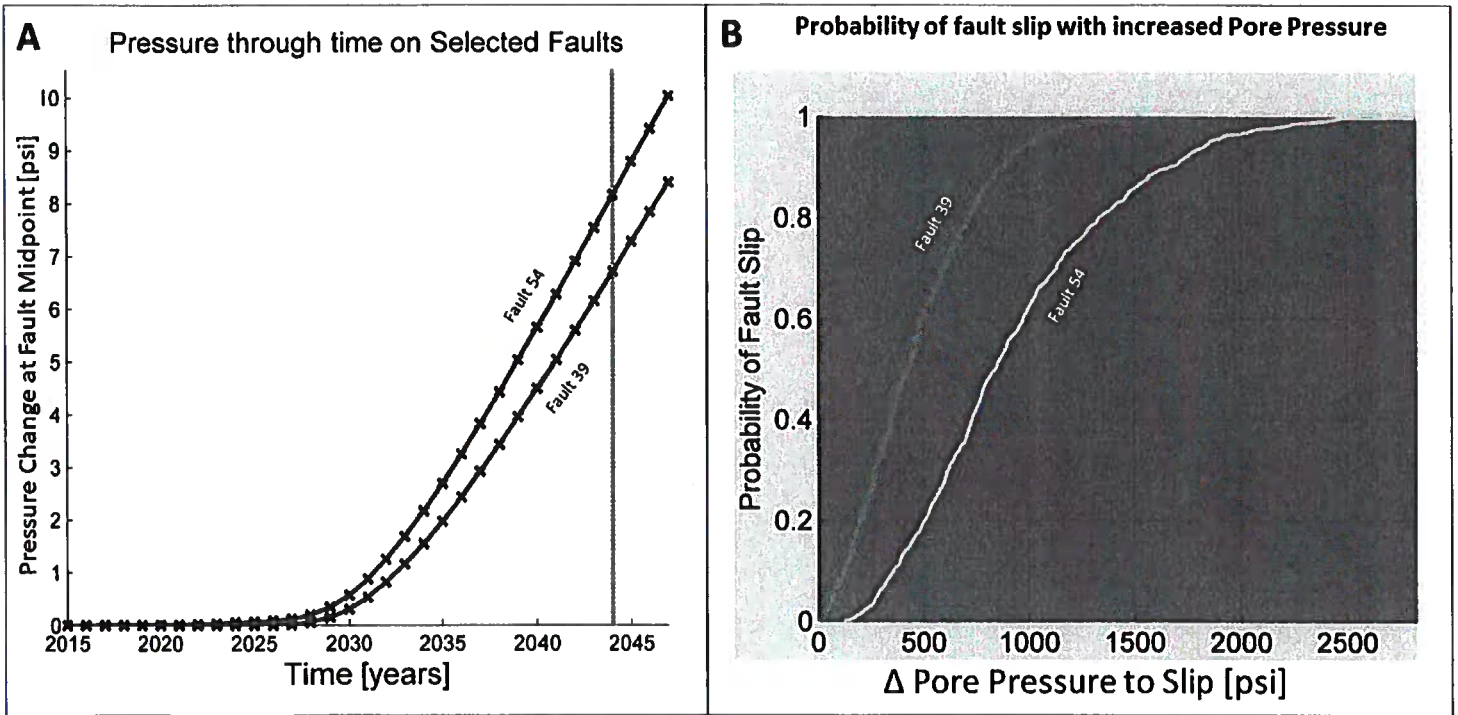 A
Pressure through time on Selected Faults
Pressure Change at Fault Midpoint [psi]
10
9
8
7
6
5
4
3
2
1
0
Fault 54
Fault 39
2015 2020 2025 2030 2035 2040 2045
Time [years]
B
Probability of fault slip with increased Pore Pressure
Probability of Fault Slip
1
0.8
0.6
0.4
0.2
0
Fault 39
Fault 54
0 500 1000 1500 2000 2500
Δ Pore Pressure to Slip [psi]